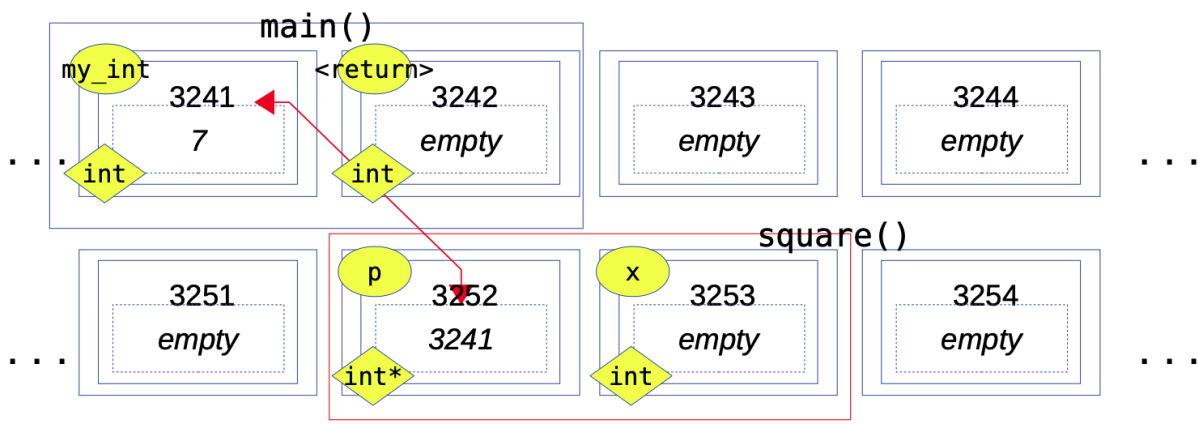 main()
my_int
<return>
3241
3242
3243
3244
7
empty
empty
empty
...
...
int
int
square()
p
x
3251
3252
3253
3254
empty
3241
empty
empty
...
...
int*
int